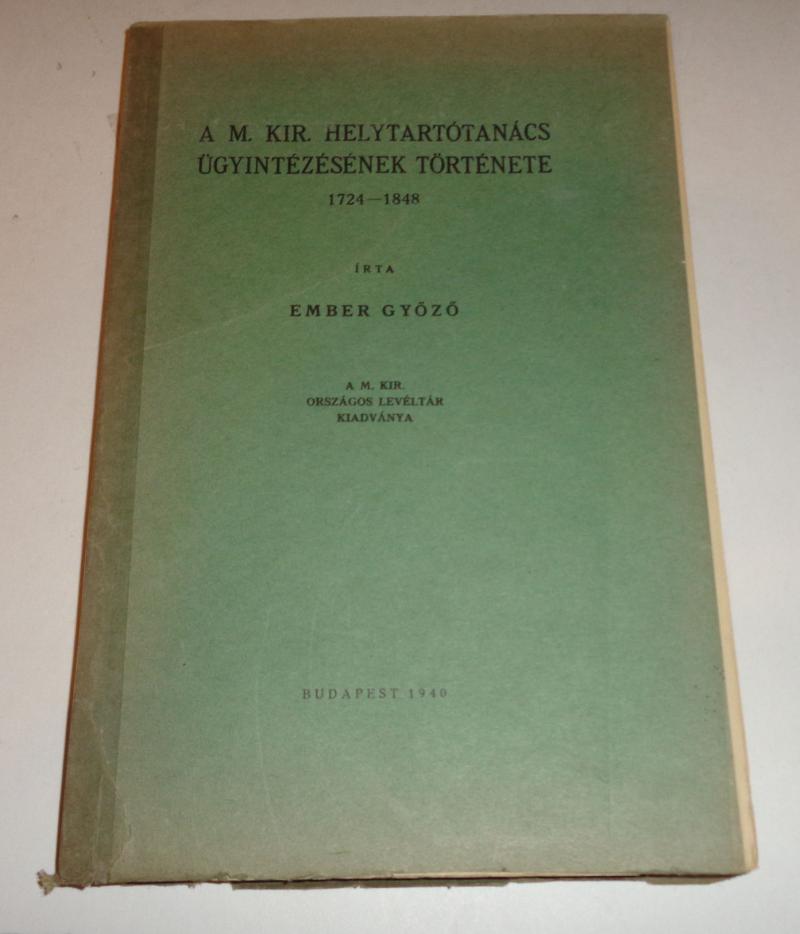 A M. KIR. HELYTARTÓTANÁCS
ÜGYINTÉZÉSÉNEK TÖRTÉNETE
1724—1848
ÍRTA
EMBER GYŐZŐ
A M. KIR.
ORSZÁGOS LEVÉLTÁR
KIADVÁNYA
BUDAPEST 1940